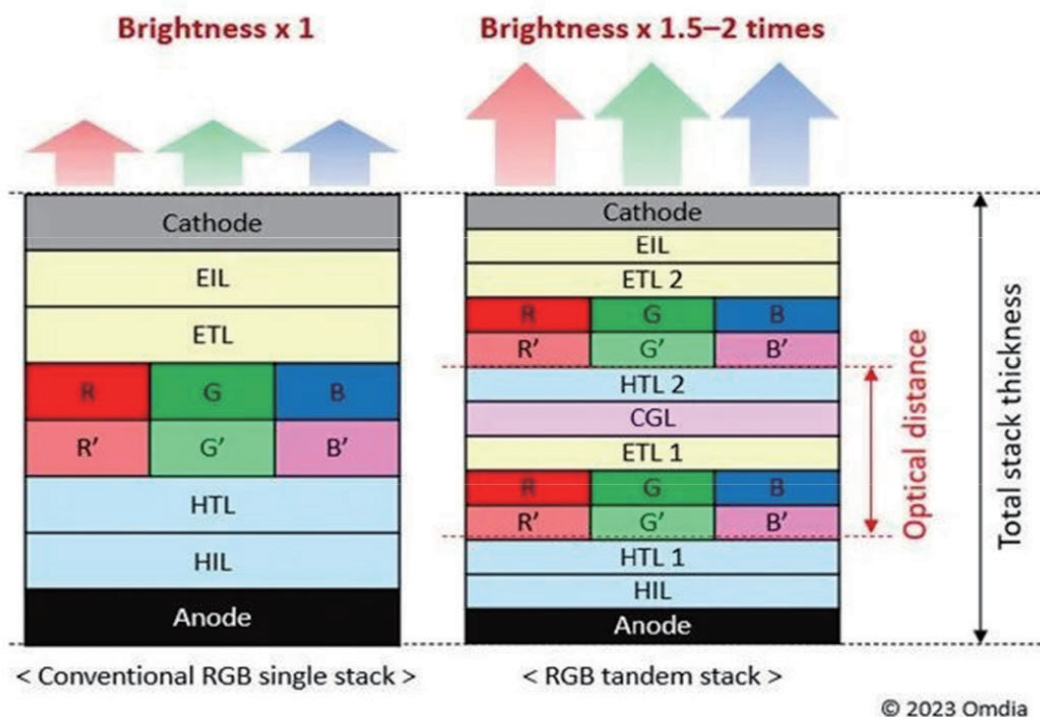 Brightness x 1
Brightness x 1.5–2 times
Cathode
EIL
ETL
R G B
R' G' B'
HTL
HIL
Anode
< Conventional RGB single stack >
Cathode
EIL
ETL 2
R G B
R' G' B'
HTL 2
CGL
ETL 1
R G B
R' G' B'
HTL 1
HIL
Anode
< RGB tandem stack >
Optical distance
Total stack thickness
© 2023 Omdia